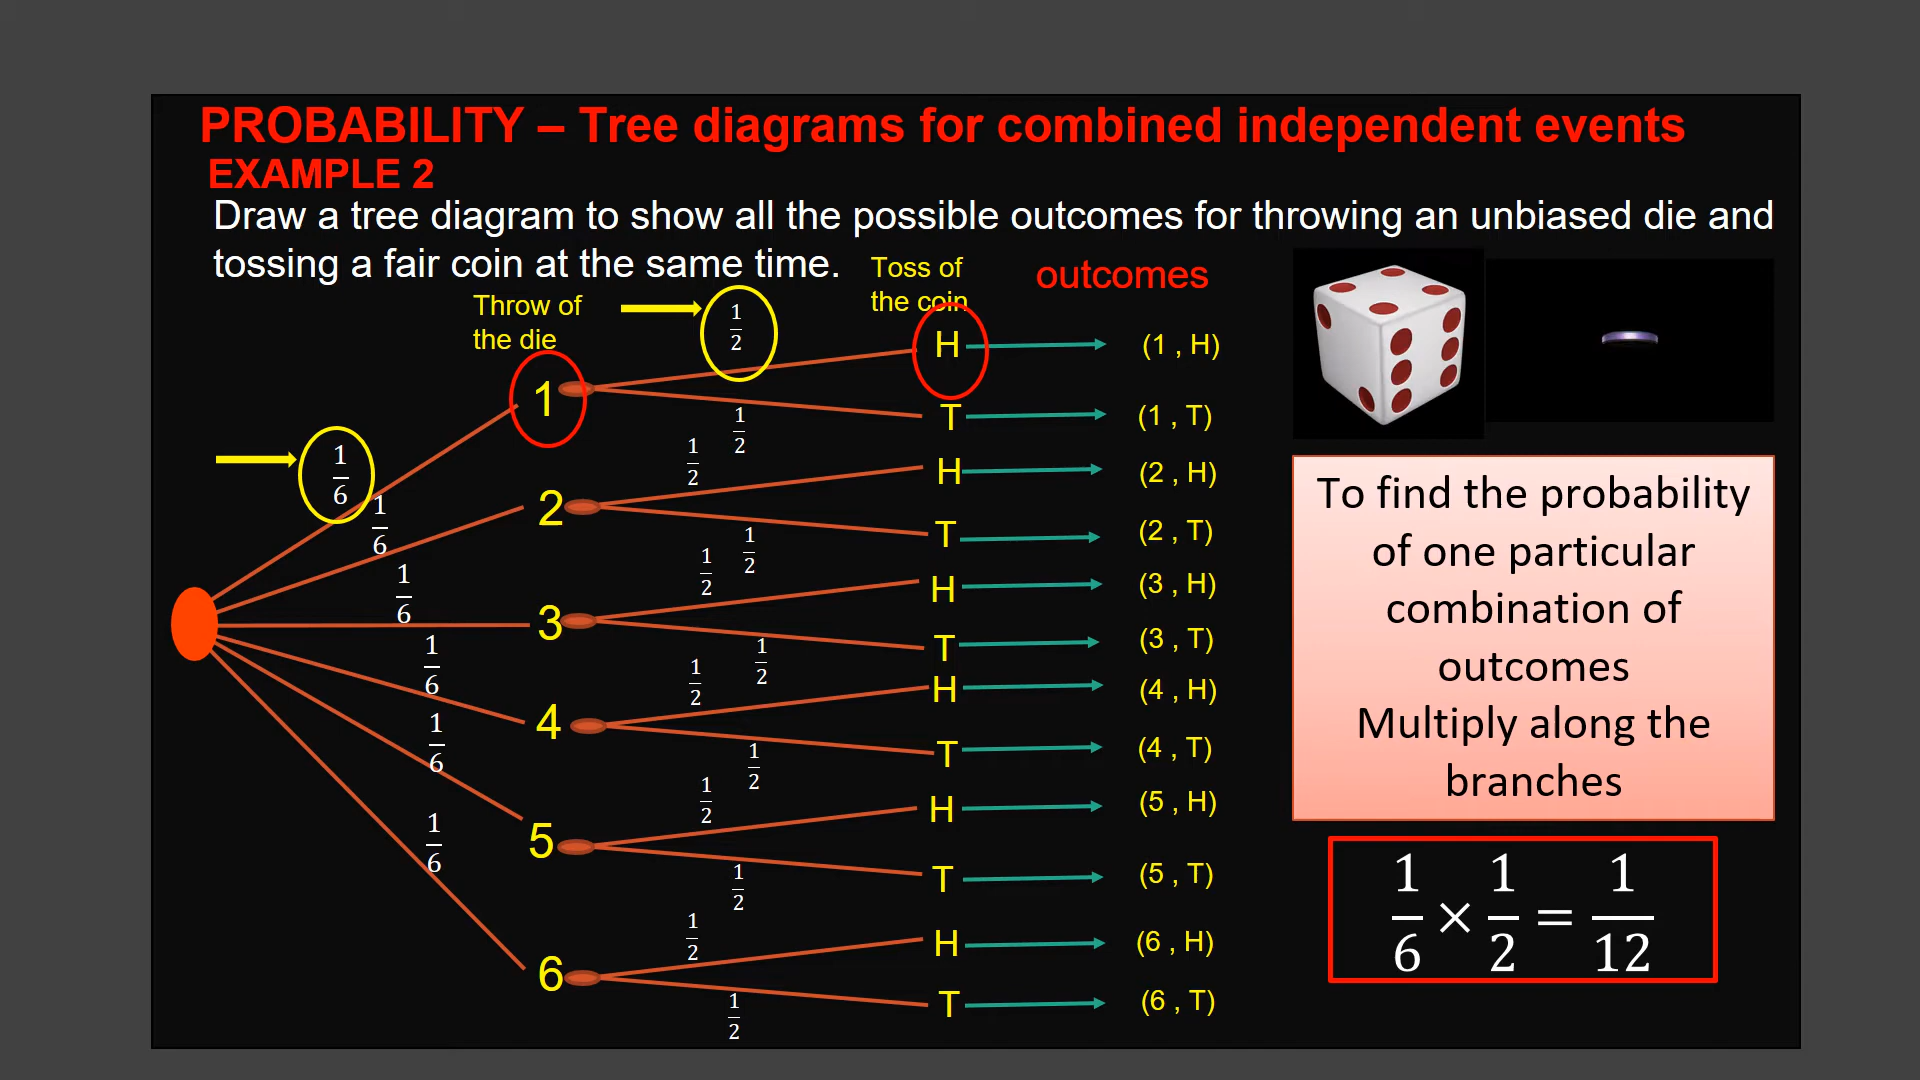 PROBABILITY – Tree diagrams for combined independent events
EXAMPLE 2
Draw a tree diagram to show all the possible outcomes for throwing an unbiased die and
tossing a fair coin at the same time.
Throw of
the die
Toss of
the coin
outcomes
1/6
1
1/2
H
(1 , H)
1/2
T
(1 , T)
1/6
2
1/2
H
(2 , H)
1/2
T
(2 , T)
1/6
3
1/2
H
(3 , H)
1/2
T
(3 , T)
1/6
4
1/2
H
(4 , H)
1/2
T
(4 , T)
1/6
5
1/2
H
(5 , H)
1/2
T
(5 , T)
1/6
6
1/2
H
(6 , H)
1/2
T
(6 , T)
To find the probability
of one particular
combination of
outcomes
Multiply along the
branches
1/6 × 1/2 = 1/12